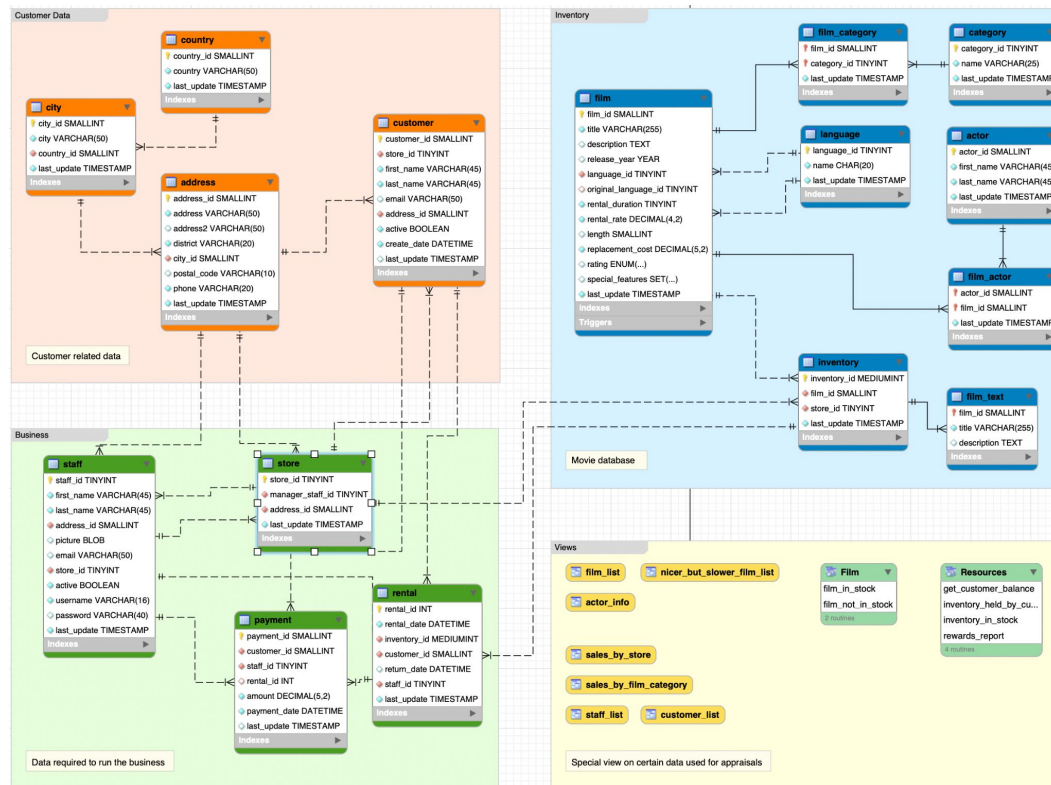 Customer Data
country
country_id SMALLINT
country VARCHAR(50)
last_update TIMESTAMP
Indexes
city
city_id SMALLINT
city VARCHAR(50)
country_id SMALLINT
last_update TIMESTAMP
Indexes
customer
customer_id SMALLINT
store_id TINYINT
first_name VARCHAR(45)
last_name VARCHAR(45)
email VARCHAR(50)
address_id SMALLINT
active BOOLEAN
create_date DATETIME
last_update TIMESTAMP
Indexes
address
address_id SMALLINT
address VARCHAR(50)
address2 VARCHAR(50)
district VARCHAR(20)
city_id SMALLINT
postal_code VARCHAR(10)
phone VARCHAR(20)
last_update TIMESTAMP
Indexes
Customer related data
Inventory
film_category
film_id SMALLINT
category_id TINYINT
last_update TIMESTAMP
Indexes
category
category_id TINYINT
name VARCHAR(25)
last_update TIMESTAMP
Indexes
film
film_id SMALLINT
title VARCHAR(255)
description TEXT
release_year YEAR
language_id TINYINT
original_language_id TINYINT
rental_duration TINYINT
rental_rate DECIMAL(4,2)
length SMALLINT
replacement_cost DECIMAL(5,2)
rating ENUM(...)
special_features SET(...)
last_update TIMESTAMP
Indexes
Triggers
language
language_id TINYINT
name CHAR(20)
last_update TIMESTAMP
Indexes
actor
actor_id SMALLINT
first_name VARCHAR(45
last_name VARCHAR(45
last_update TIMESTAMP
Indexes
film_actor
actor_id SMALLINT
film_id SMALLINT
last_update TIMESTAMP
Indexes
inventory
inventory_id MEDIUMINT
film_id SMALLINT
store_id TINYINT
last_update TIMESTAMP
Indexes
film_text
film_id SMALLINT
title VARCHAR(255)
description TEXT
Indexes
Movie database
Business
staff
staff_id TINYINT
first_name VARCHAR(45)
last_name VARCHAR(45)
address_id SMALLINT
picture BLOB
email VARCHAR(50)
store_id TINYINT
active BOOLEAN
username VARCHAR(16)
password VARCHAR(40)
last_update TIMESTAMP
Indexes
store
store_id TINYINT
manager_staff_id TINYINT
address_id SMALLINT
last_update TIMESTAMP
Indexes
payment
payment_id SMALLINT
customer_id SMALLINT
staff_id TINYINT
rental_id INT
amount DECIMAL(5,2)
payment_date DATETIME
last_update TIMESTAMP
Indexes
rental
rental_id INT
rental_date DATETIME
inventory_id MEDIUMINT
customer_id SMALLINT
return_date DATETIME
staff_id TINYINT
last_update TIMESTAMP
Indexes
Data required to run the business
Views
film_list
nicer_but_slower_film_list
actor_info
sales_by_store
sales_by_film_category
staff_list
customer_list
Film
film_in_stock
film_not_in_stock
2 routines
Resources
get_customer_balance
inventory_held_by_cu...
inventory_in_stock
rewards_report
4 routines
Special view on certain data used for appraisals